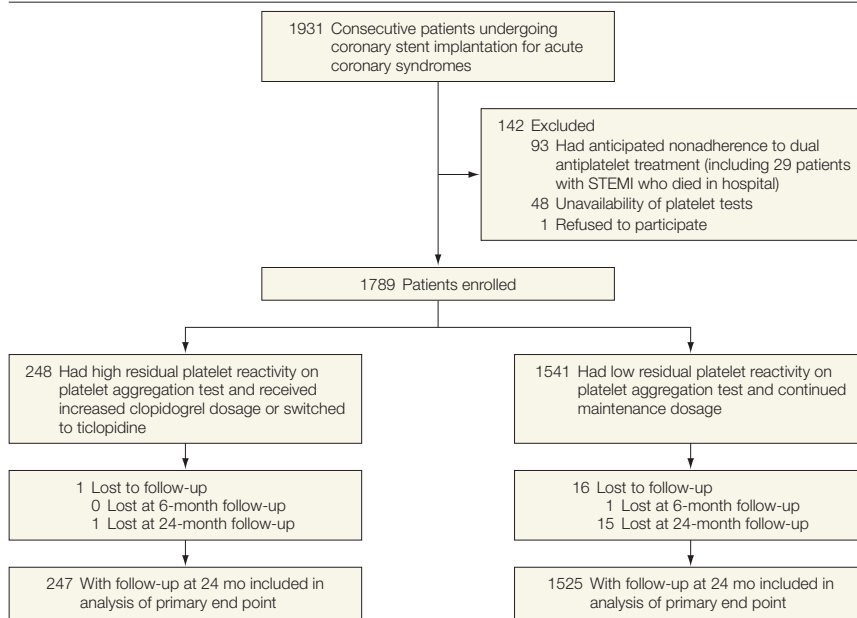 1931 Consecutive patients undergoing
coronary stent implantation for acute
coronary syndromes
142 Excluded
93 Had anticipated nonadherence to dual
antiplatelet treatment (including 29 patients
with STEMI who died in hospital)
48 Unavailability of platelet tests
1 Refused to participate
1789 Patients enrolled
248 Had high residual platelet reactivity on
platelet aggregation test and received
increased clopidogrel dosage or switched
to ticlopidine
1541 Had low residual platelet reactivity on
platelet aggregation test and continued
maintenance dosage
1 Lost to follow-up
0 Lost at 6-month follow-up
1 Lost at 24-month follow-up
16 Lost to follow-up
1 Lost at 6-month follow-up
15 Lost at 24-month follow-up
247 With follow-up at 24 mo included in
analysis of primary end point
1525 With follow-up at 24 mo included in
analysis of primary end point